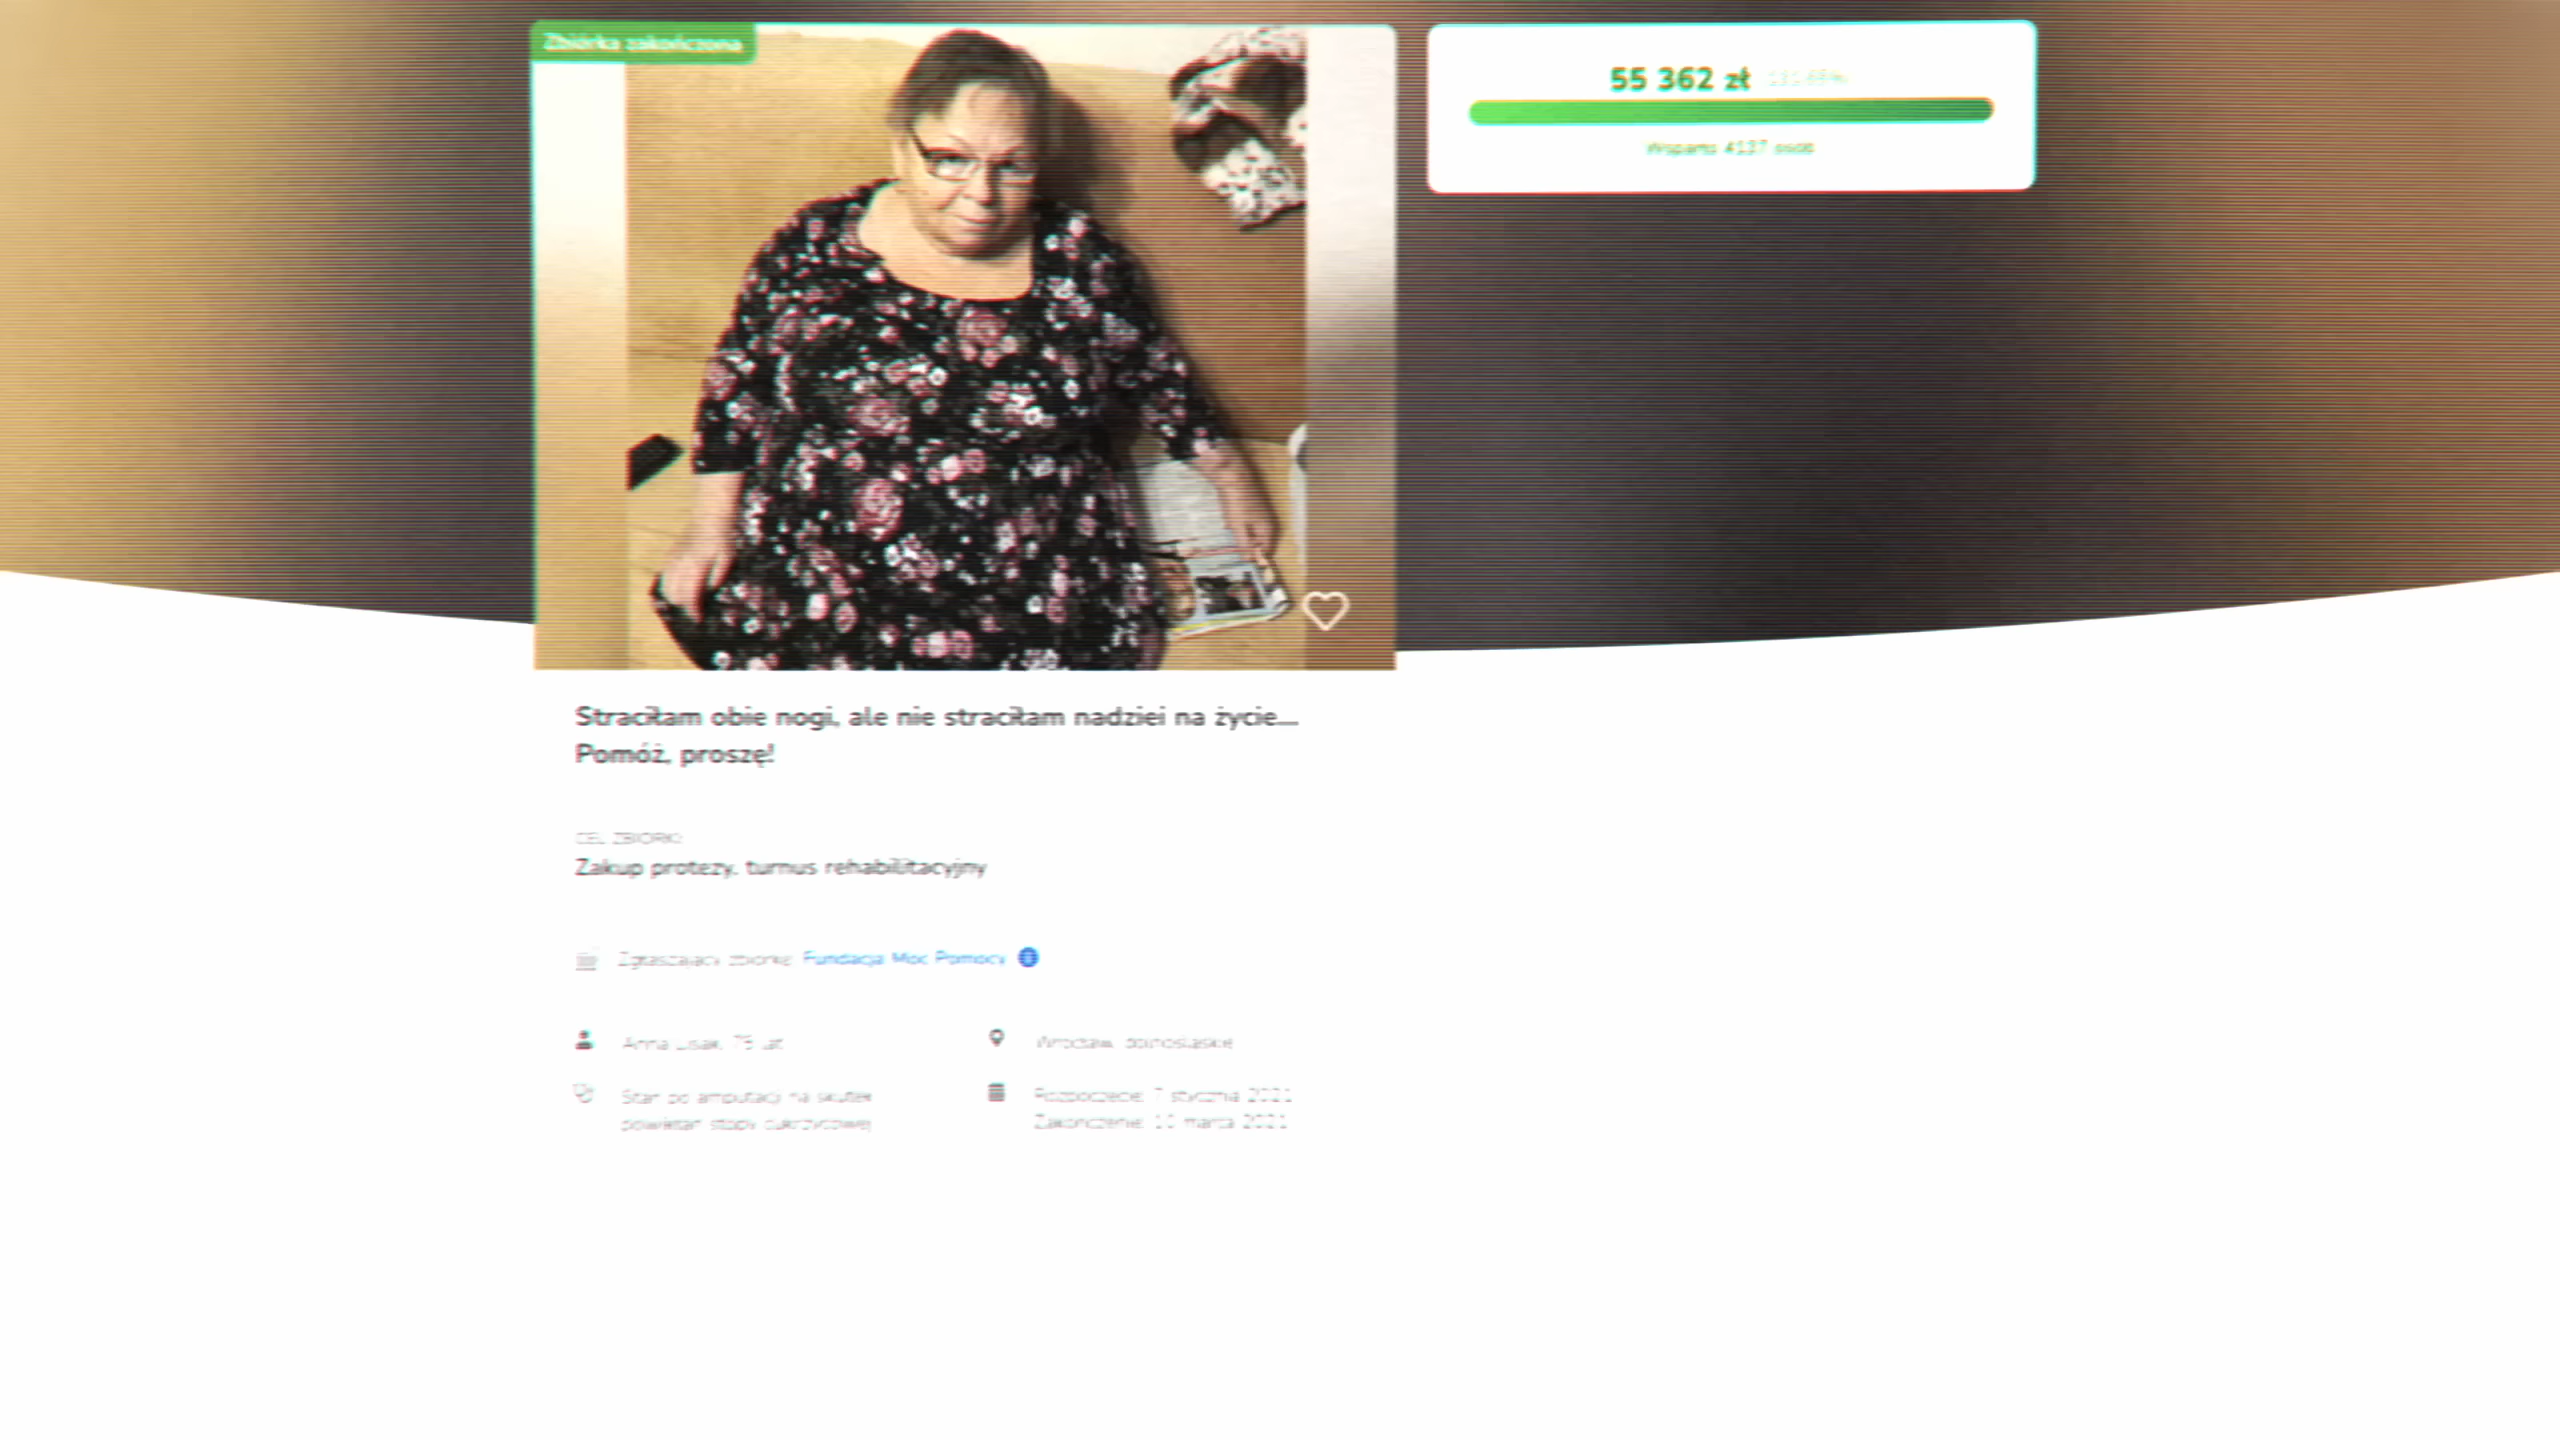 Zbiórka zakończona
55 362 zł
Wsparło 4137 osób
Straciłam obie nogi, ale nie straciłam nadziei na życie...
Pomóż, proszę!
CEL ZBIÓRKI:
Zakup protezy, turnus rehabilitacyjny
Zgłaszający zbiórkę: Fundacja Moc Pomocy
Anna
lat
Wrocław, dolnośląskie
Stan po amputacji na skutek
powikłań stopy cukrzycowej
Rozpoczęcie: 7 stycznia 2021
Zakończenie: 10 marca 2021